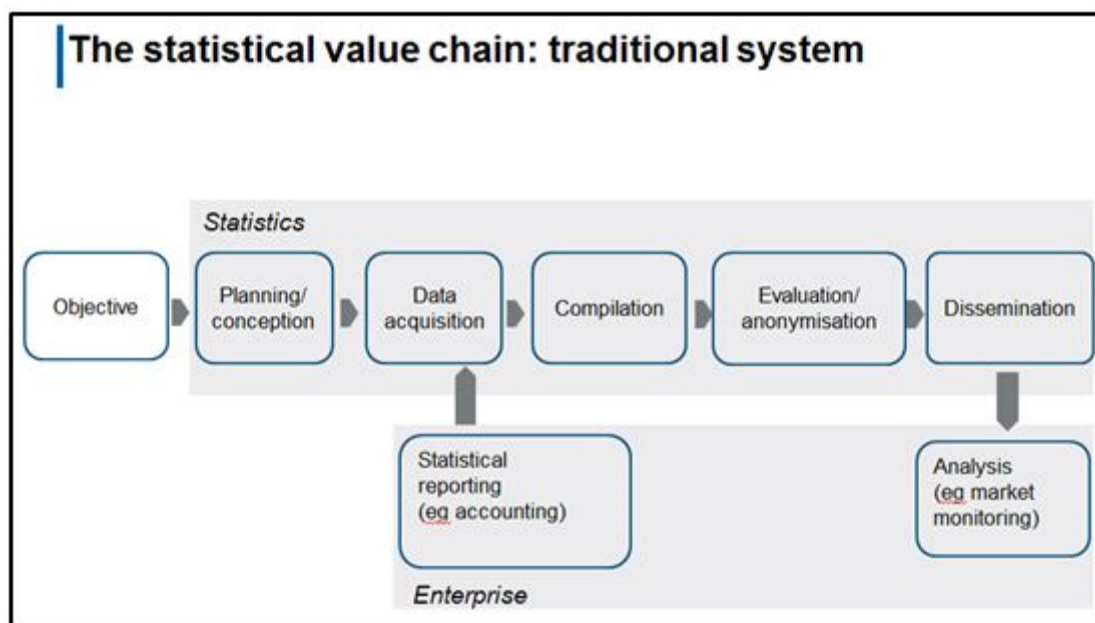 The statistical value chain: traditional system
Statistics
Objective
Planning/
conception
Data
acquisition
Compilation
Evaluation/
anonymisation
Dissemination
Statistical
reporting
(eg accounting)
Analysis
(eg market
monitoring)
Enterprise